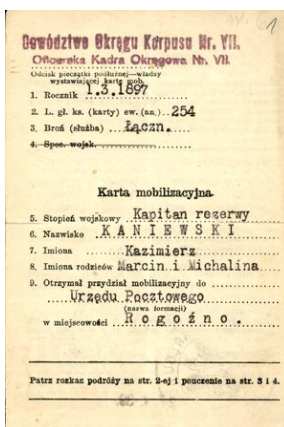 1
Dowództwo Okręgu Korpusu Nr. VII.
Oficerska Kadra Okręgowa Nr. VII.
Odcisk pieczątki podłużnej—władzy
wystawiającej kartę mob.
1. Rocznik 1.3.1897
2. L. gł. ks. (karty) ew. (na.) 254
3. Broń (służba) Łączn.
4. Spec. wojsk.
Karta mobilizacyjna
5. Stopień wojskowy Kapitan rezerwy
6. Nazwisko KANIEWSKI
7. Imiona Kazimierz
8. Imiona rodziców Marcin i Michalina
9. Otrzymał przydział mobilizacyjny do
Urzędu Pocztowego
(nazwa formacji)
w miejscowości Rogoźno.
Patrz rozkaz podróży na str. 2-ej i pouczenie na str. 3 i 4.